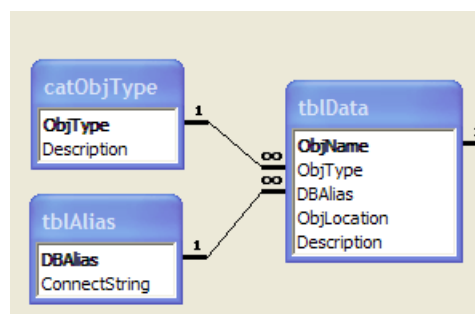 catObjType
ObjType
Description
1
tblAlias
DBAlias
ConnectString
1
∞
∞
tblData
ObjName
ObjType
DBAlias
ObjLocation
Description